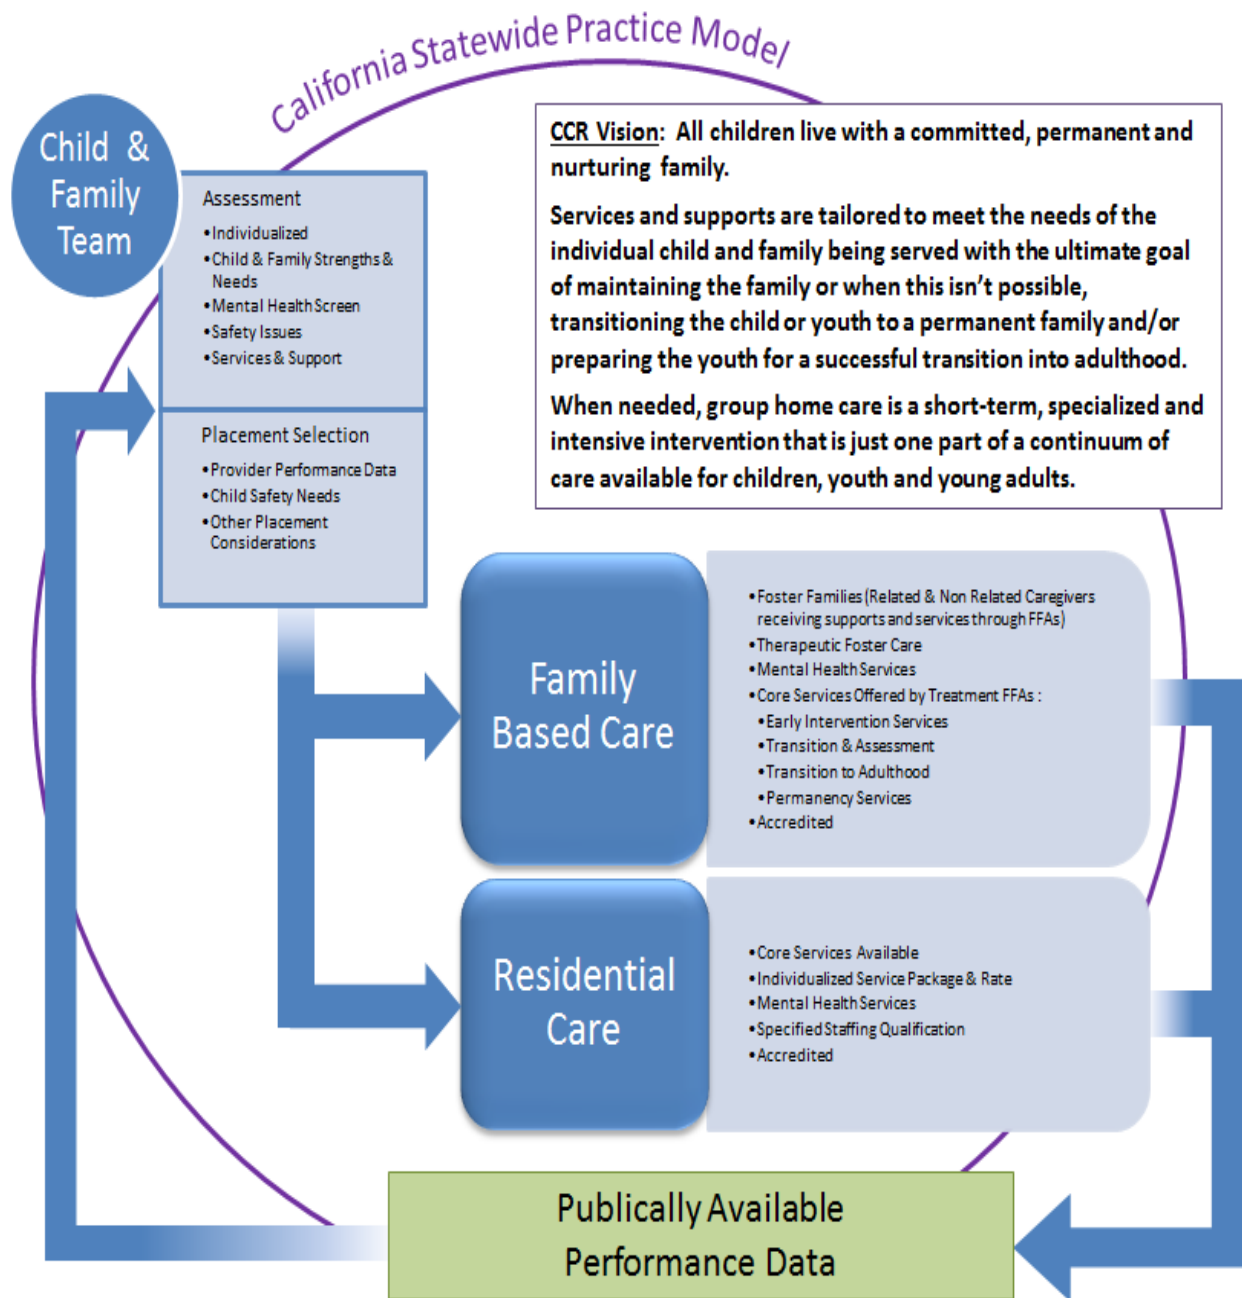 California Statewide Practice Model
Child &
Family
Team
Assessment
•Individualized
•Child & Family Strengths &
Needs
•Mental Health Screen
•Safety Issues
•Services & Support
Placement Selection
•Provider Performance Data
•Child Safety Needs
•Other Placement
Considerations
CCR Vision: All children live with a committed, permanent and
nurturing family.
Services and supports are tailored to meet the needs of the
individual child and family being served with the ultimate goal
of maintaining the family or when this isn't possible,
transitioning the child or youth to a permanent family and/or
preparing the youth for a successful transition into adulthood.
When needed, group home care is a short-term, specialized and
intensive intervention that is just one part of a continuum of
care available for children, youth and young adults.
Family
Based Care
•Foster Families (Related & Non Related Caregivers
receiving supports and services through FFAs)
•Therapeutic Foster Care
•Mental Health Services
•Core Services Offered by Treatment FFAs :
•Early Intervention Services
•Transition & Assessment
•Transition to Adulthood
•Permanency Services
•Accredited
Residential
Care
•Core Services Available
•Individualized Service Package & Rate
•Mental Health Services
•Specified Staffing Qualification
•Accredited
Publically Available
Performance Data